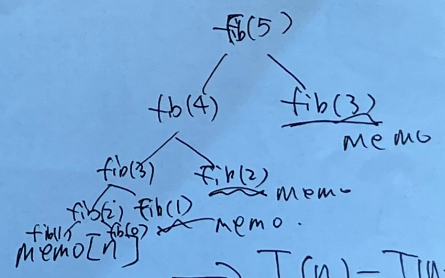 fib(5)
fib(4) fib(3)
memo
fib(3) fib(2) memo
fib(2) fib(1) memo.
fib(1) fib(0)
memo[n]
T(n)-T(n